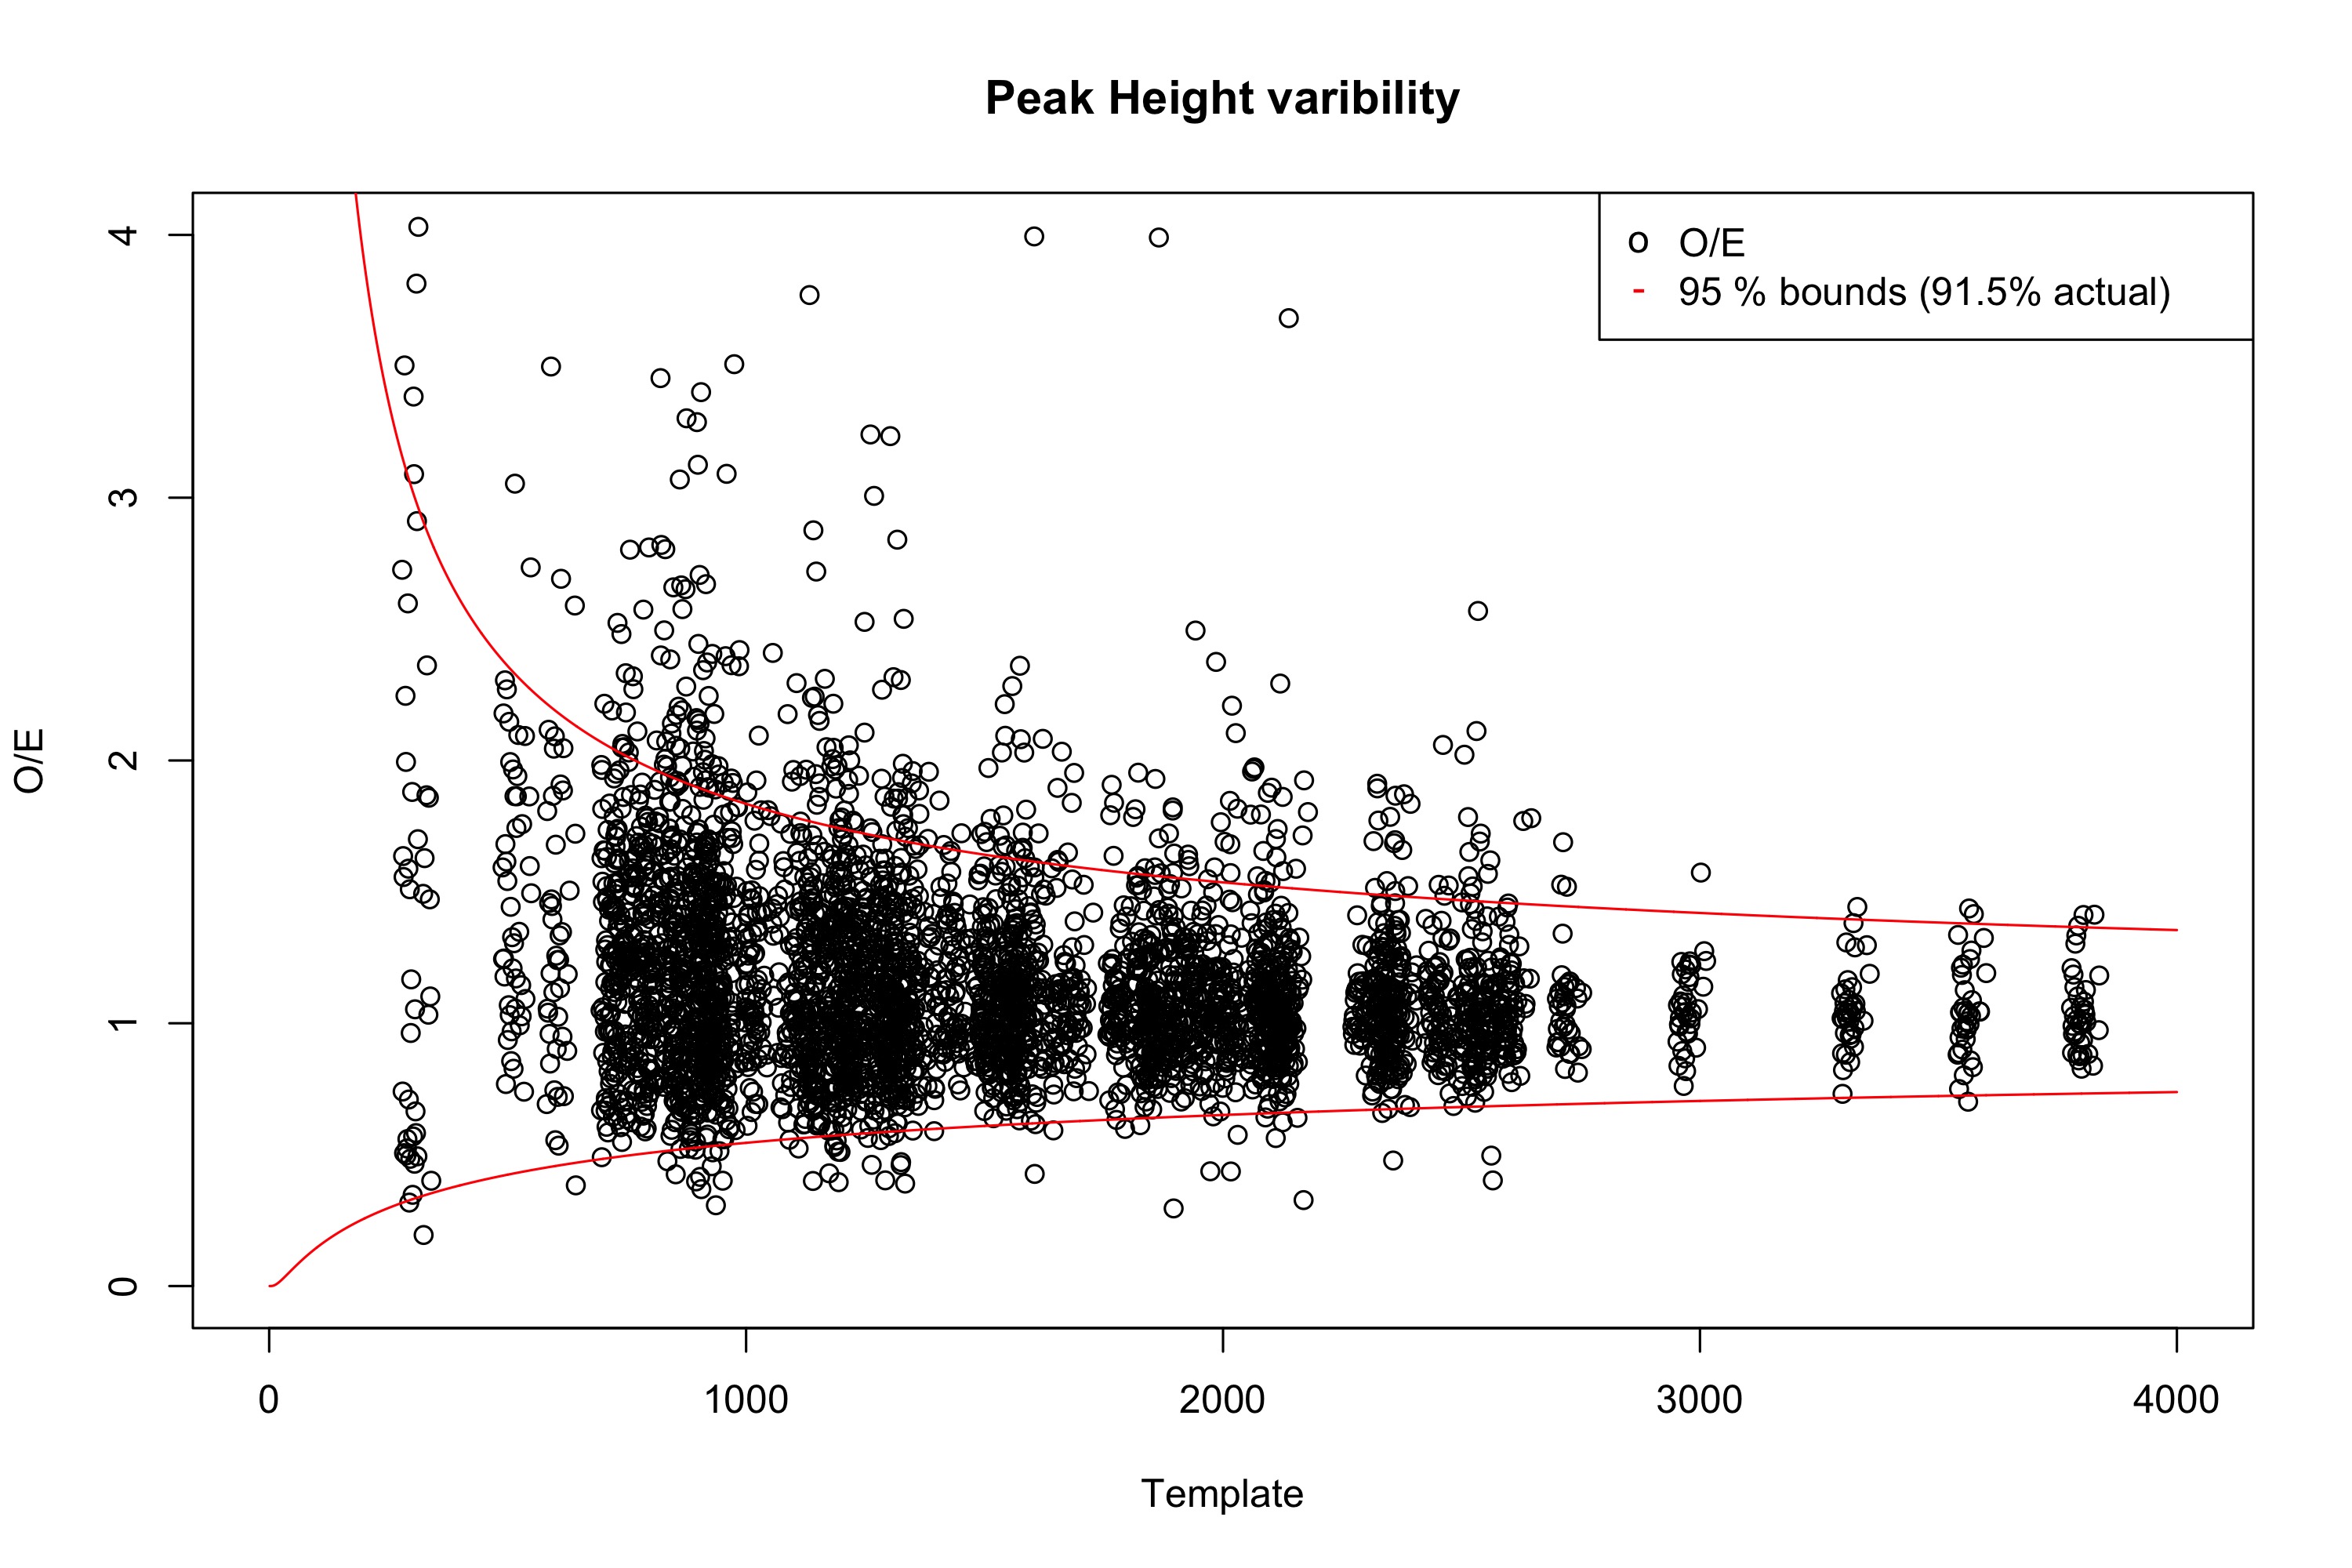 Peak Height varibility
O/E
95 % bounds (91.5% actual)
O/E
4
3
2
1
0
0 1000 2000 3000 4000
Template